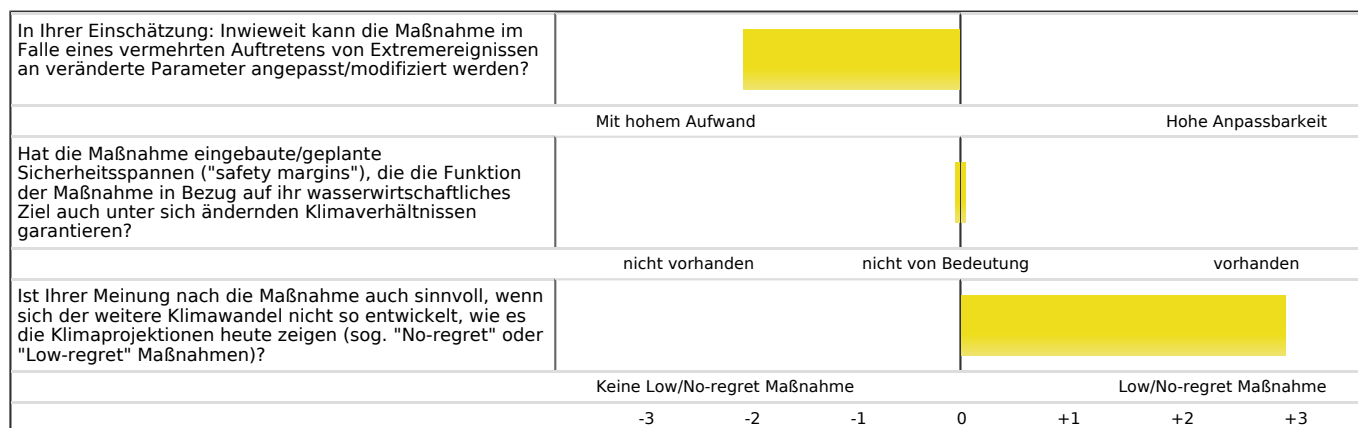 In Ihrer Einschätzung: Inwieweit kann die Maßnahme im
Falle eines vermehrten Auftretens von Extremereignissen
an veränderte Parameter angepasst/modifiziert werden?
Mit hohem Aufwand Hohe Anpassbarkeit
Hat die Maßnahme eingebaute/geplante
Sicherheitsspannen ("safety margins"), die die Funktion
der Maßnahme in Bezug auf ihr wasserwirtschaftliches
Ziel auch unter sich ändernden Klimaverhältnissen
garantieren?
nicht vorhanden nicht von Bedeutung vorhanden
Ist Ihrer Meinung nach die Maßnahme auch sinnvoll, wenn
sich der weitere Klimawandel nicht so entwickelt, wie es
die Klimaprojektionen heute zeigen (sog. "No-regret" oder
"Low-regret" Maßnahmen)?
Keine Low/No-regret Maßnahme Low/No-regret Maßnahme
-3 -2 -1 0 +1 +2 +3